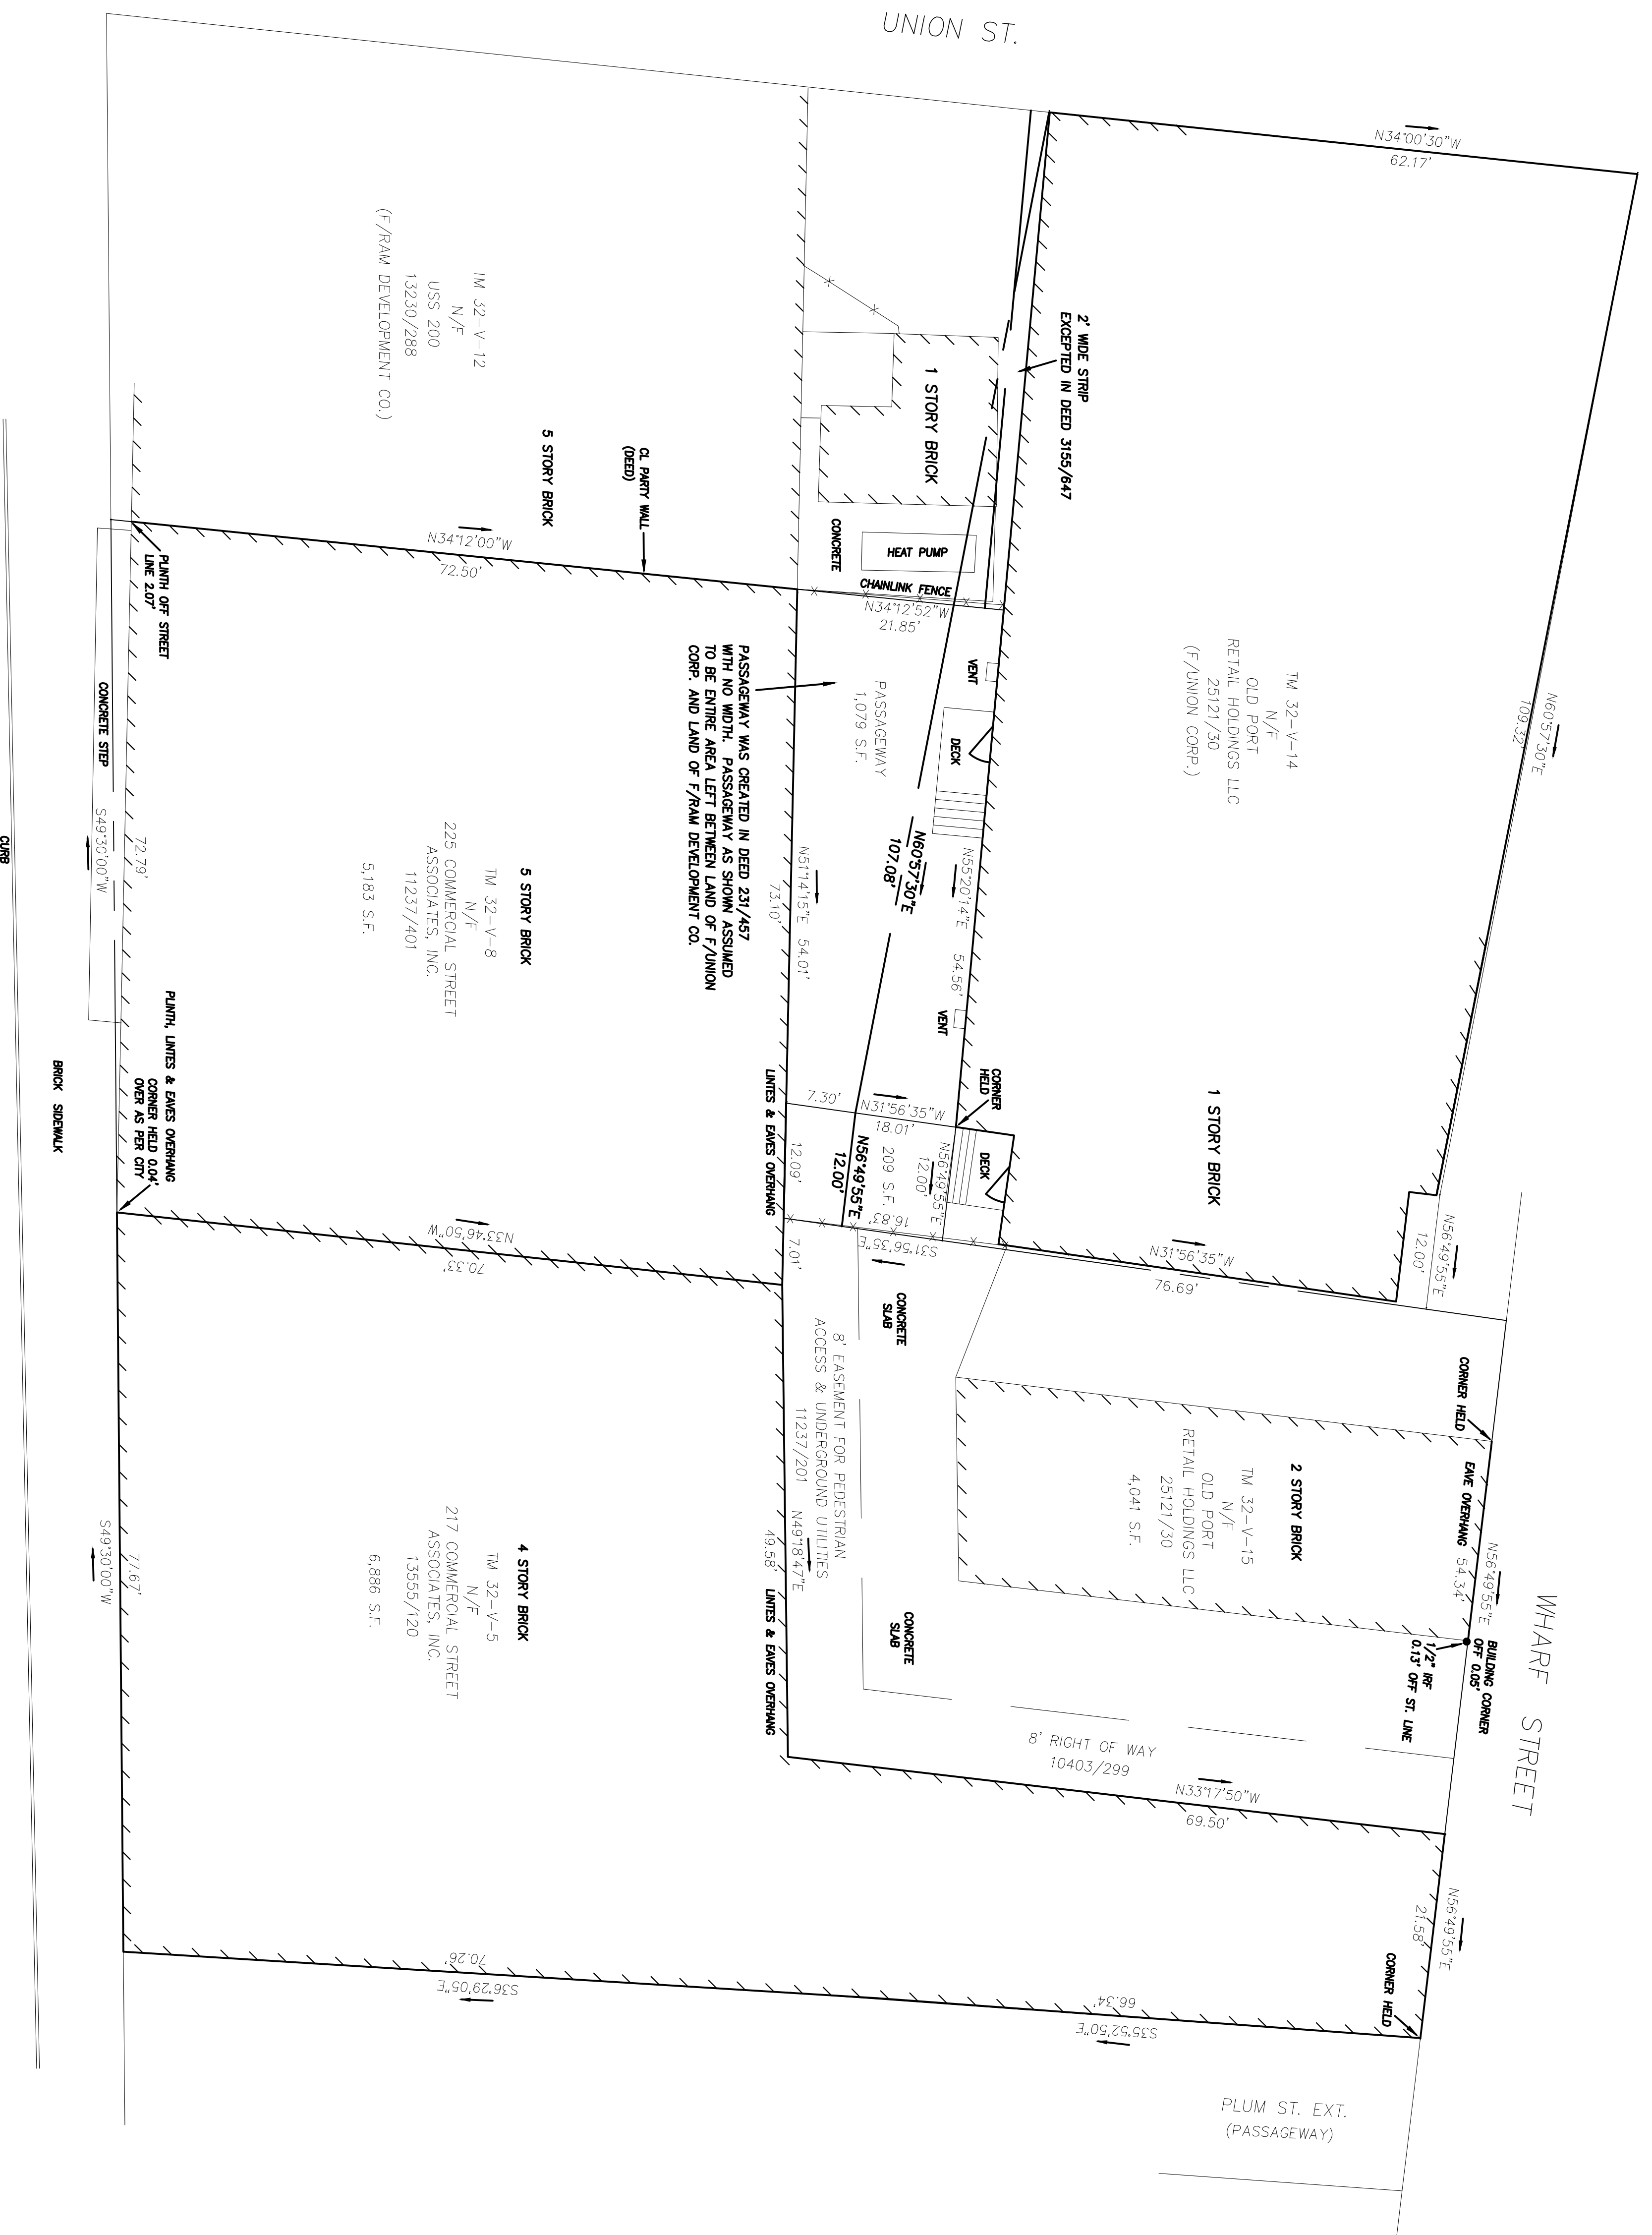 UNION ST.
N34°00'30"W
62.17'
N60°57'30"E
109.32'
2' WIDE STRIP
EXCEPTED IN DEED 3155/647
TM 32-V-14
N/F
OLD PORT
RETAIL HOLDINGS LLC
25121/30
(F/UNION CORP.)
1 STORY BRICK
N56°49'55"E
12.00'
N31°56'35"W
76.69'
TM 32-V-12
N/F
USS 200
13230/288
(F/RAM DEVELOPMENT CO.)
5 STORY BRICK
CL PARTY WALL
(DEED)
1 STORY BRICK
CONCRETE
HEAT PUMP
CHAINLINK FENCE
N34°12'52"W
21.85'
VENT
DECK
PASSAGEWAY
1,079 S.F.
N60°57'30"E
107.08'
N55°20'14"E 54.56'
VENT
CORNER
HELD
DECK
N51°14'15"E 54.01'
73.10'
PASSAGEWAY WAS CREATED IN DEED 231/457
WITH NO WIDTH. PASSAGEWAY AS SHOWN ASSUMED
TO BE ENTIRE AREA LEFT BETWEEN LAND OF F/UNION
CORP. AND LAND OF F/RAM DEVELOPMENT CO.
7.30'
N31°56'35"W
18.01'
N56°49'55"E
12.00'
209 S.F.
N56°49'55"E
12.00'
16.83'
S31°56'35"E
12.09'
7.01'
LINTES & EAVES OVERHANG
N34°12'00"W
72.50'
PLINTH OFF STREET
LINE 2.07'
CONCRETE STEP
72.79'
S49°30'00"W
5 STORY BRICK
TM 32-V-8
N/F
225 COMMERCIAL STREET
ASSOCIATES, INC.
11237/401
5,183 S.F.
PLINTH, LINTES & EAVES OVERHANG
CORNER HELD 0.04'
OVER AS PER CITY
CURB
BRICK SIDEWALK
N33°46'50"W
70.33'
CONCRETE
SLAB
8' EASEMENT FOR PEDESTRIAN
ACCESS & UNDERGROUND UTILITIES
11237/201 N49°18'47"E
49.58' LINTES & EAVES OVERHANG
CORNER HELD
EAVE OVERHANG 54.34'
N56°49'55"E
BUILDING CORNER
OFF 0.05'
1/2" IRF
0.13' OFF ST. LINE
2 STORY BRICK
TM 32-V-15
N/F
OLD PORT
RETAIL HOLDINGS LLC
25121/30
4,041 S.F.
CONCRETE
SLAB
WHARF STREET
8' RIGHT OF WAY
10403/299
N33°17'50"W
69.50'
N56°49'55"E
21.58'
CORNER HELD
4 STORY BRICK
TM 32-V-5
N/F
217 COMMERCIAL STREET
ASSOCIATES, INC.
13555/120
6,886 S.F.
77.67'
S49°30'00"W
70.26'
S36°29'05"E
66.34'
S35°52'50"E
PLUM ST. EXT.
(PASSAGEWAY)